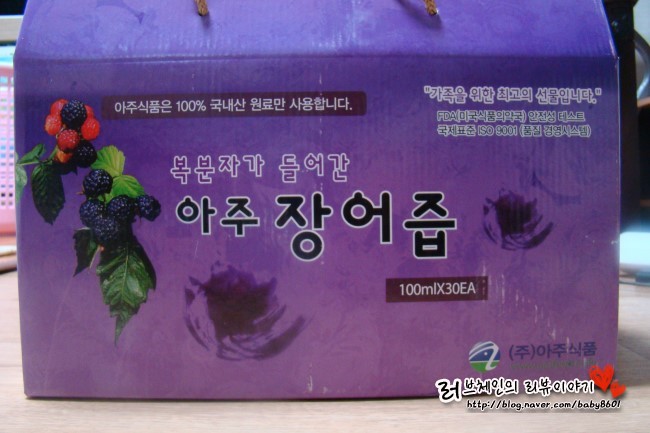 아주식품은 100% 국내산 원료만 사용합니다.
"가족을 위한 최고의 선물입니다."
FDA(미국식품의약국) 안전성 테스트
국제표준 ISO 9001 (품질 경영시스템)
복분자가 들어간
아주 장어즙
100mlX30EA
(주)아주식품
러브체인의 리뷰이야기
http://blog.naver.com/baby8601